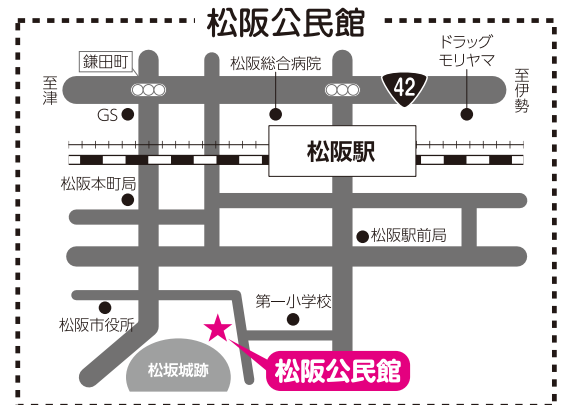 松阪公民館
鎌田町
松阪総合病院
ドラッグ
モリヤマ
至津
至伊勢
42
GS
松阪駅
松阪本町局
松阪駅前局
第一小学校
松阪市役所
松坂城跡
松阪公民館